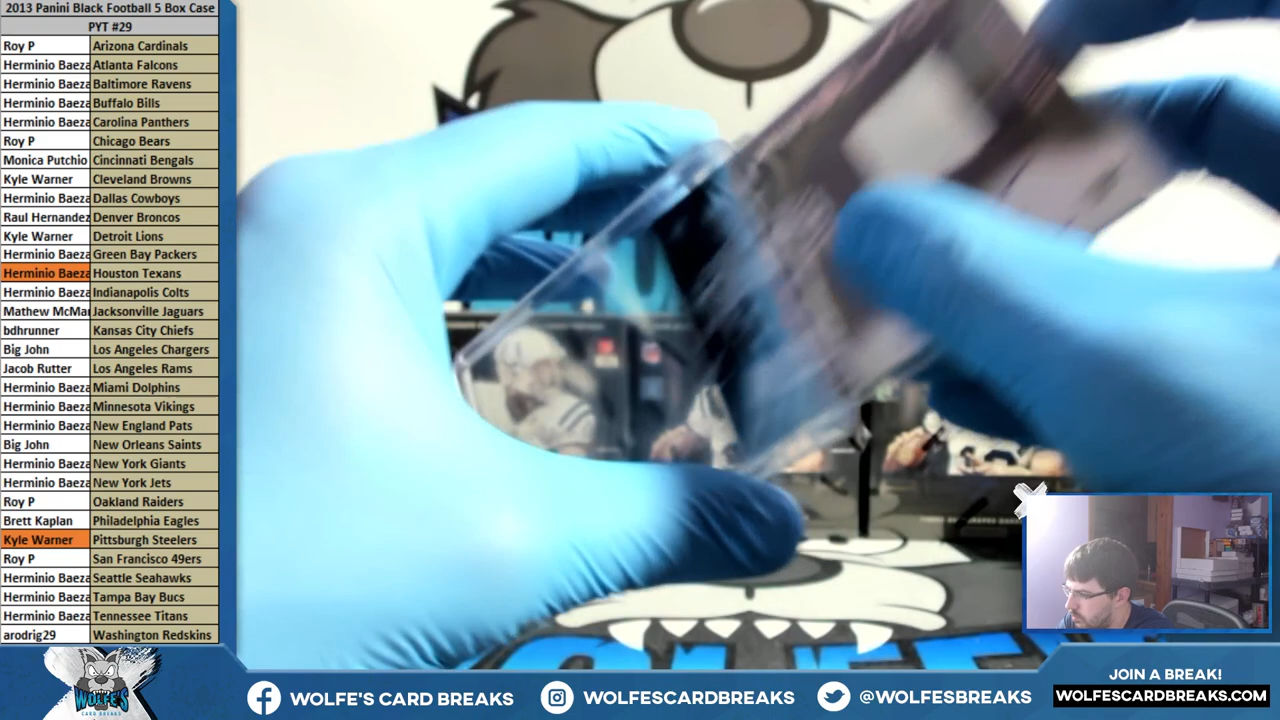 2013 Panini Black Football 5 Box Case
PYT #29
Roy P Arizona Cardinals
Herminio Baeza Atlanta Falcons
Herminio Baeza Baltimore Ravens
Herminio Baeza Buffalo Bills
Herminio Baeza Carolina Panthers
Roy P Chicago Bears
Monica Putchio Cincinnati Bengals
Kyle Warner Cleveland Browns
Herminio Baeza Dallas Cowboys
Raul Hernandez Denver Broncos
Kyle Warner Detroit Lions
Herminio Baeza Green Bay Packers
Herminio Baeza Houston Texans
Herminio Baeza Indianapolis Colts
Mathew McMar Jacksonville Jaguars
bdhrunner Kansas City Chiefs
Big John Los Angeles Chargers
Jacob Rutter Los Angeles Rams
Herminio Baeza Miami Dolphins
Herminio Baeza Minnesota Vikings
Herminio Baeza New England Pats
Big John New Orleans Saints
Herminio Baeza New York Giants
Herminio Baeza New York Jets
Roy P Oakland Raiders
Brett Kaplan Philadelphia Eagles
Kyle Warner Pittsburgh Steelers
Roy P San Francisco 49ers
Herminio Baeza Seattle Seahawks
Herminio Baeza Tampa Bay Bucs
Herminio Baeza Tennessee Titans
arodrig29 Washington Redskins
WOLFE'S
CARD BREAKS
WOLFE'S CARD BREAKS
WOLFESCARDBREAKS
@WOLFESBREAKS
JOIN A BREAK!
WOLFESCARDBREAKS.COM